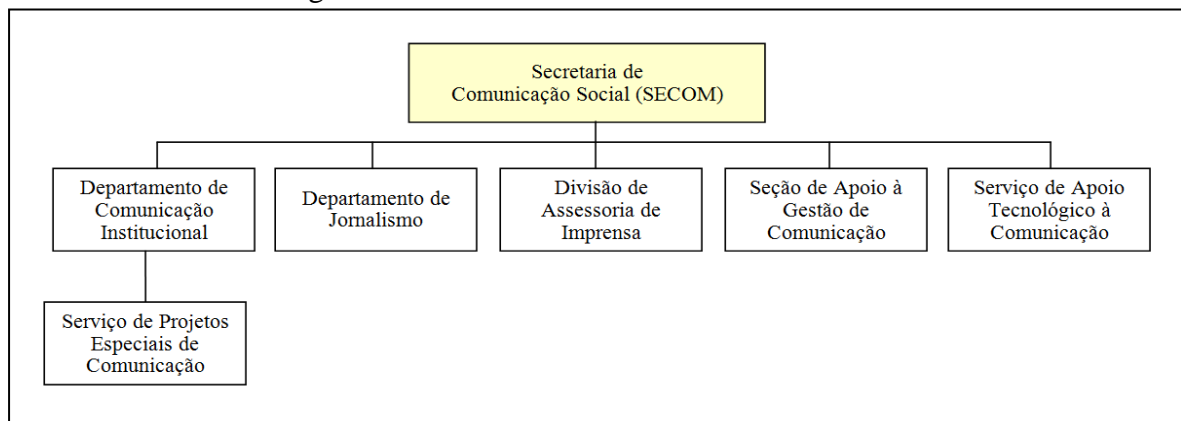 Secretaria de
Comunicação Social (SECOM)
Departamento de
Comunicação
Institucional
Departamento de
Jornalismo
Divisão de
Assessoria de
Imprensa
Seção de Apoio à
Gestão de
Comunicação
Serviço de Apoio
Tecnológico à
Comunicação
Serviço de Projetos
Especiais de
Comunicação